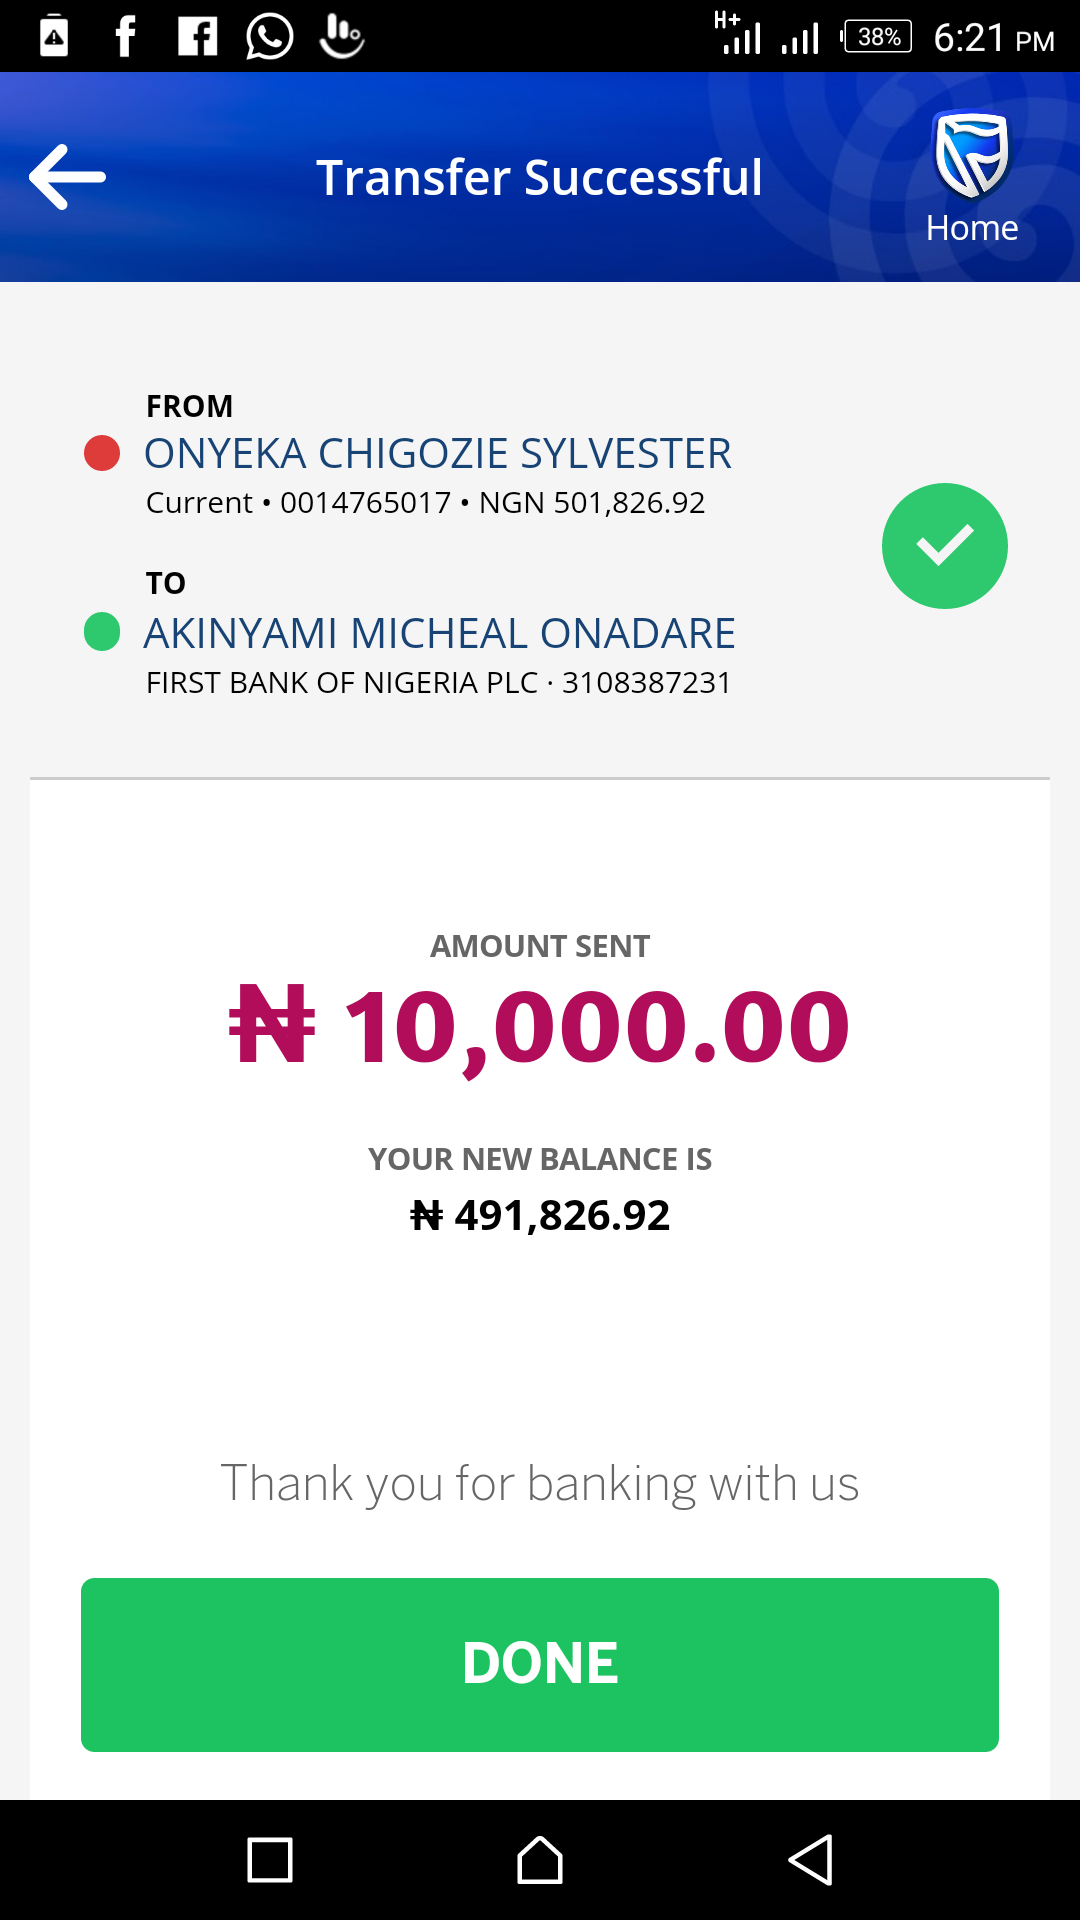 H+ 38% 6:21 PM
Transfer Successful
Home
FROM
ONYEKA CHIGOZIE SYLVESTER
Current • 0014765017 • NGN 501,826.92
TO
AKINYAMI MICHEAL ONADARE
FIRST BANK OF NIGERIA PLC · 3108387231
AMOUNT SENT
₦ 10,000.00
YOUR NEW BALANCE IS
₦ 491,826.92
Thank you for banking with us
DONE